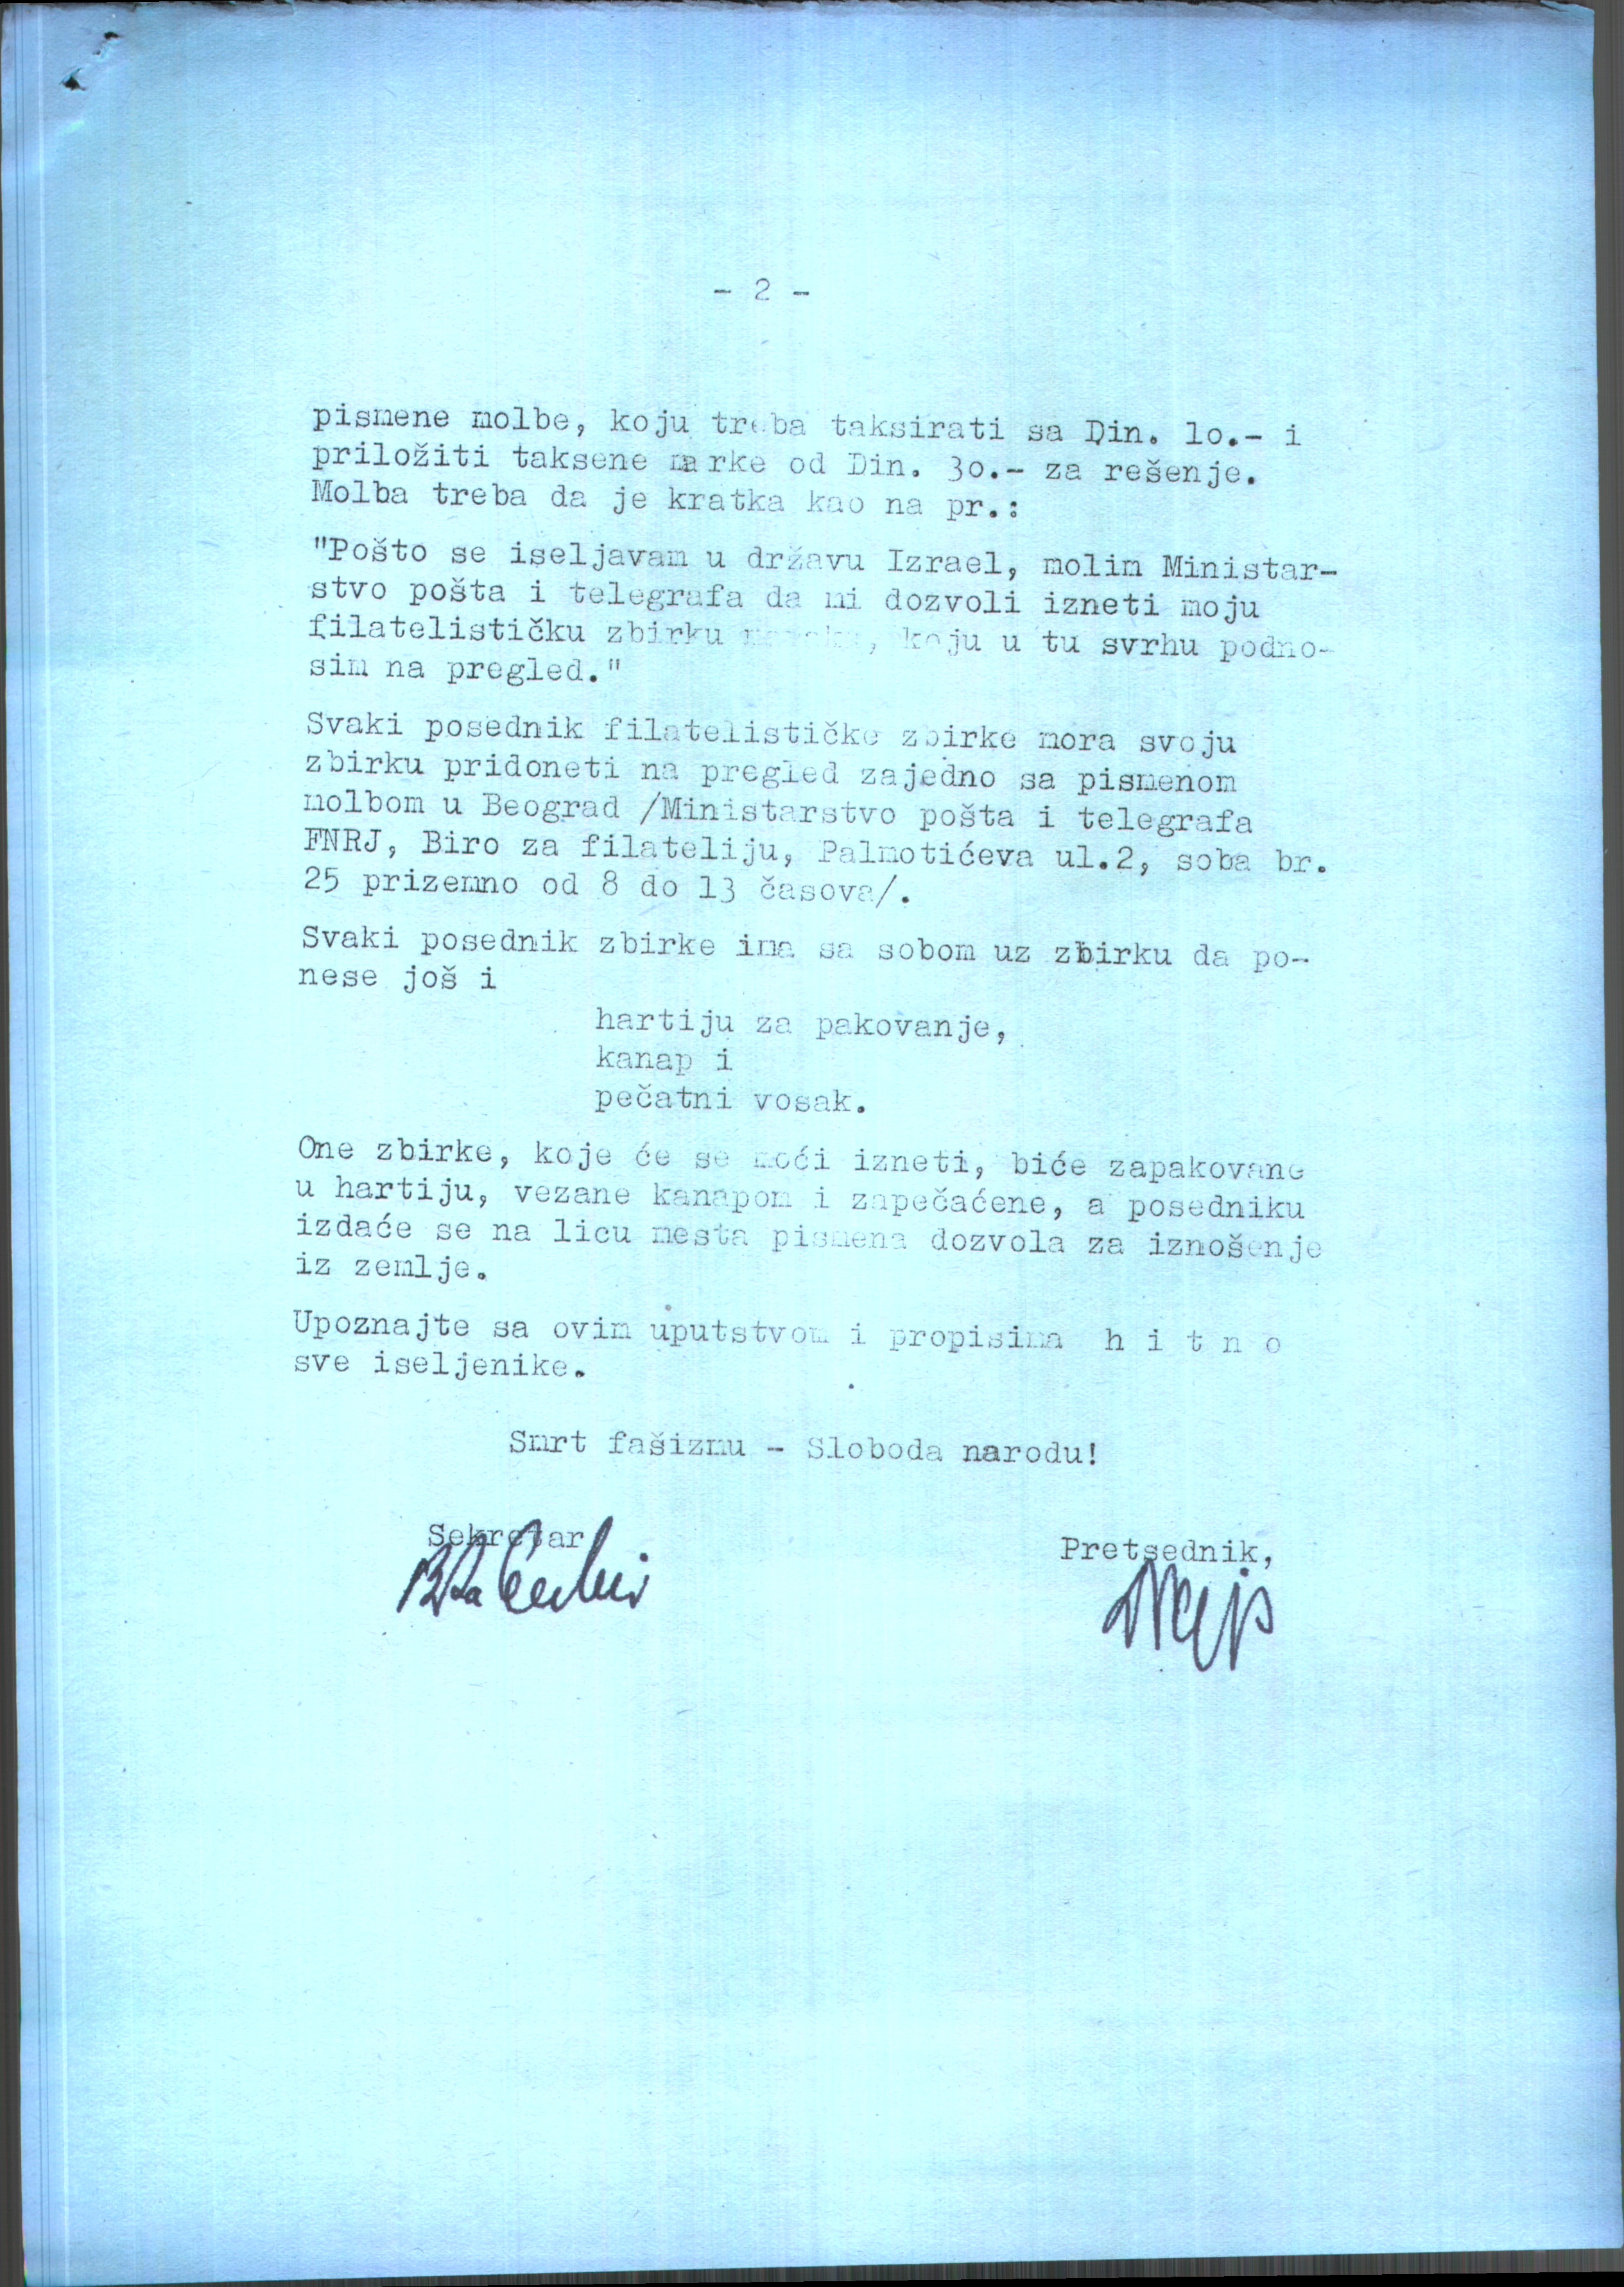 - 2 -
pismene molbe, koju treba taksirati sa Din. 10.- i
priložiti taksene marke od Din. 30.- za rešenje.
Molba treba da je kratka kao na pr.:
"Pošto se iseljavam u državu Izrael, molim Ministar-
stvo pošta i telegrafa da mi dozvoli izneti moju
filatelističku zbirku , koju u tu svrhu podno-
sim na pregled."
Svaki posednik filatelističke zbirke mora svoju
zbirku pridoneti na pregled zajedno sa pismenom
molbom u Beograd /Ministarstvo pošta i telegrafa
FNRJ, Biro za filateliju, Palmotićeva ul.2, soba br.
25 prizemno od 8 do 13 časova/.
Svaki posednik zbirke ima sa sobom uz zbirku da po-
nese još i
hartiju za pakovanje,
kanap i
pečatni vosak.
One zbirke, koje će se moći izneti, biće zapakovane
u hartiju, vezane kanapom i zapečaćene, a posedniku
izdaće se na licu mesta pismena dozvola za iznošenje
iz zemlje.
Upoznajte sa ovim uputstvom i propisima h i t n o
sve iseljenike.
Smrt fašizmu - Sloboda narodu!
Sekretar
Pretsednik,